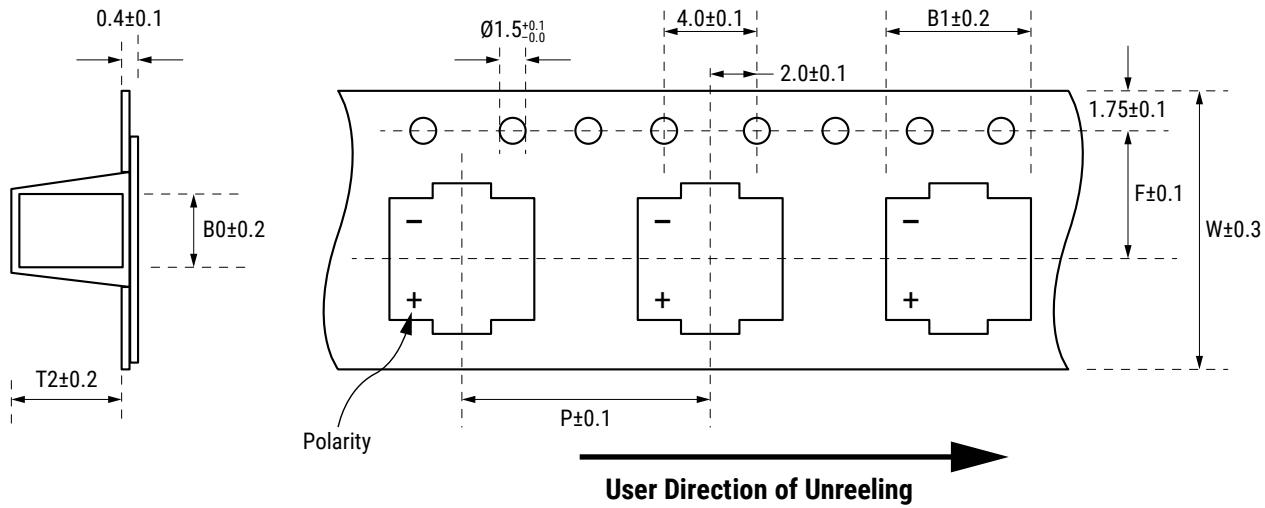 0.4±0.1
Ø1.5+0.1
−0.0
4.0±0.1
B1±0.2
2.0±0.1
1.75±0.1
B0±0.2
−
−
−
F±0.1
W±0.3
+
+
+
T2±0.2
P±0.1
Polarity
User Direction of Unreeling